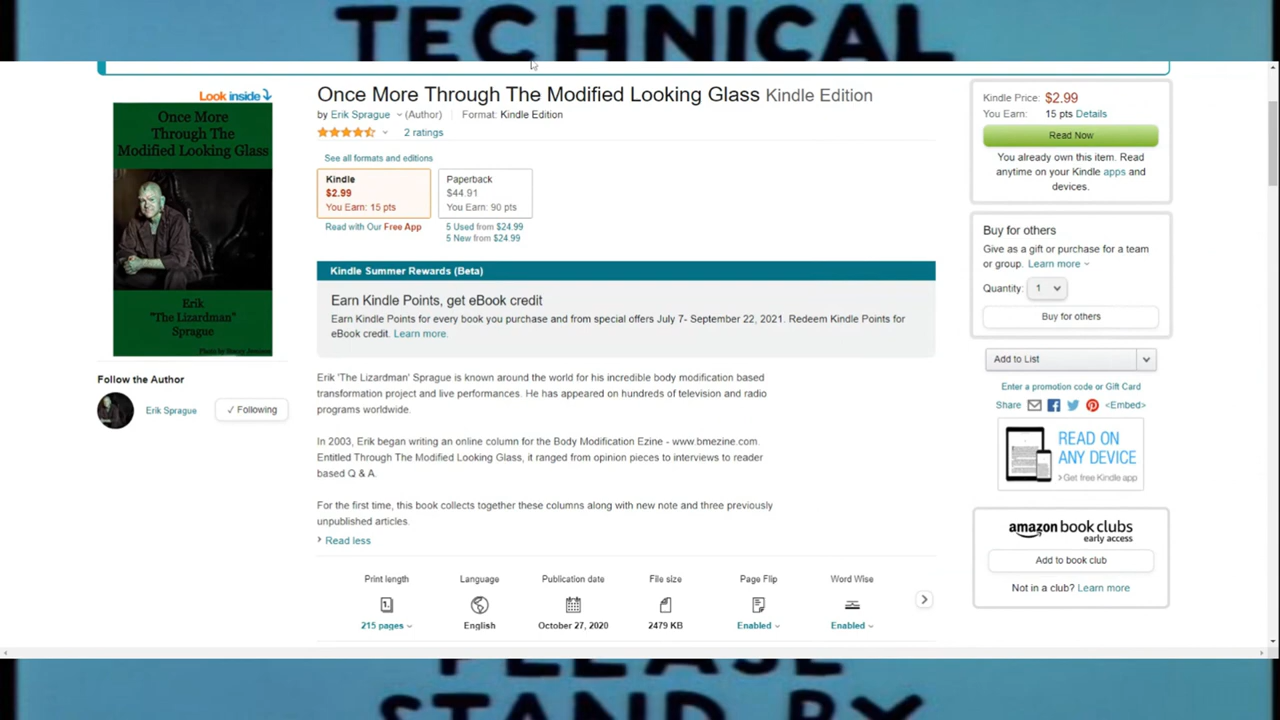 TECHNICAL
Look inside
Once More
Through The
Modified Looking Glass
Erik
"The Lizardman"
Sprague
Follow the Author
Erik Sprague
✓ Following
Once More Through The Modified Looking Glass Kindle Edition
by Erik Sprague (Author) Format: Kindle Edition
2 ratings
See all formats and editions
Kindle
$2.99
You Earn: 15 pts
Read with Our Free App
Paperback
$44.91
You Earn: 90 pts
5 Used from $24.99
5 New from $24.99
Kindle Summer Rewards (Beta)
Earn Kindle Points, get eBook credit
Earn Kindle Points for every book you purchase and from special offers July 7- September 22, 2021. Redeem Kindle Points for
eBook credit. Learn more.
Erik 'The Lizardman' Sprague is known around the world for his incredible body modification based
transformation project and live performances. He has appeared on hundreds of television and radio
programs worldwide.
In 2003, Erik began writing an online column for the Body Modification Ezine - www.bmezine.com.
Entitled Through The Modified Looking Glass, it ranged from opinion pieces to interviews to reader
based Q & A.
For the first time, this book collects together these columns along with new note and three previously
unpublished articles.
Read less
Print length
1.
215 pages
Language
English
Publication date
October 27, 2020
File size
2479 KB
Page Flip
Enabled
Word Wise
Enabled
Kindle Price: $2.99
You Earn: 15 pts Details
Read Now
You already own this item. Read
anytime on your Kindle apps and
devices.
Buy for others
Give as a gift or purchase for a team
or group. Learn more
Quantity: 1
Buy for others
Add to List
Enter a promotion code or Gift Card
Share <Embed>
READ ON
ANY DEVICE
> Get free Kindle app
amazon book clubs
early access
Add to book club
Not in a club? Learn more
PLEASE
STAND BY